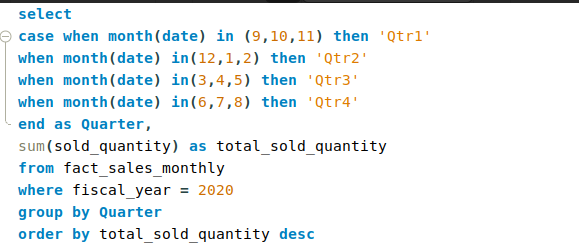 select
case when month(date) in (9,10,11) then 'Qtr1'
when month(date) in(12,1,2) then 'Qtr2'
when month(date) in(3,4,5) then 'Qtr3'
when month(date) in(6,7,8) then 'Qtr4'
end as Quarter,
sum(sold_quantity) as total_sold_quantity
from fact_sales_monthly
where fiscal_year = 2020
group by Quarter
order by total_sold_quantity desc